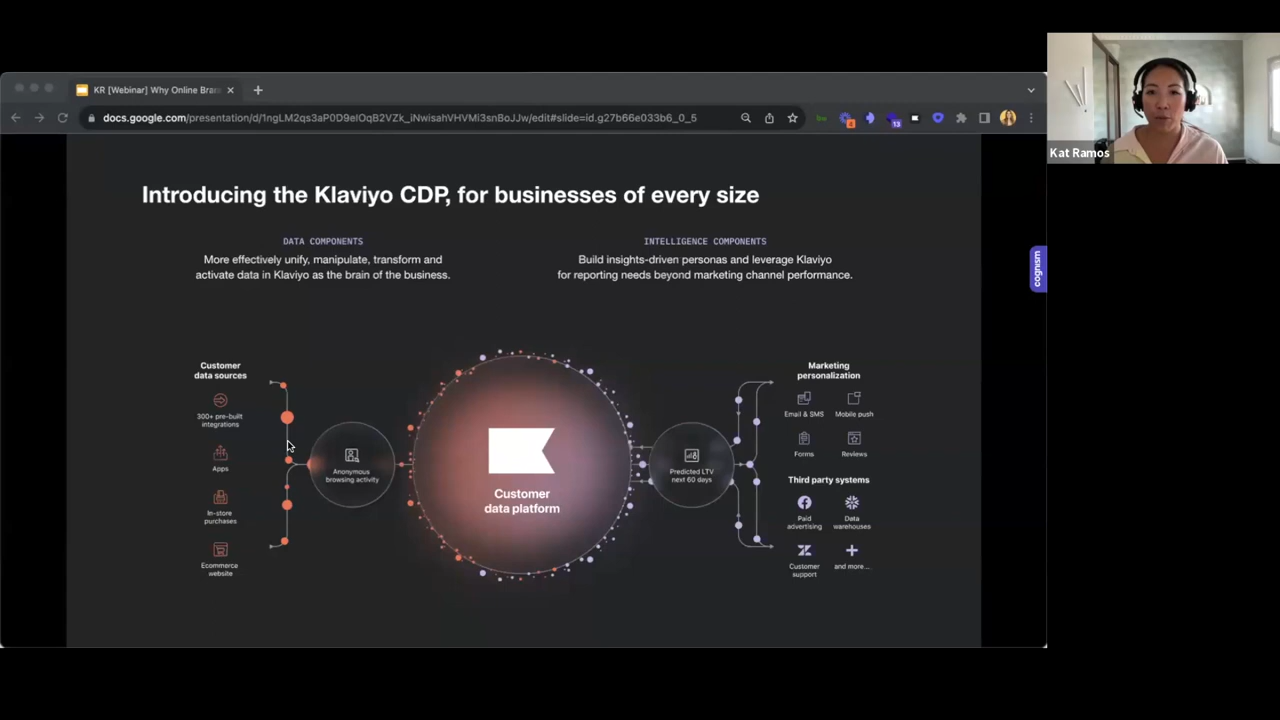 KR [Webinar] Why Online Bran
docs.google.com/presentation/d/1ngLM2qs3aP0D9elOqB2VZk_iNwisahVHVMi3snBoJJw/edit#slide=id.g27b66e033b6_0_5
4
13
Kat Ramos
cognism
Introducing the Klaviyo CDP, for businesses of every size
DATA COMPONENTS
More effectively unify, manipulate, transform and
activate data in Klaviyo as the brain of the business.
INTELLIGENCE COMPONENTS
Build insights-driven personas and leverage Klaviyo
for reporting needs beyond marketing channel performance.
Customer
data sources
300+ pre-built
integrations
Apps
In-store
purchases
Ecommerce
website
Anonymous
browsing activity
Customer
data platform
Predicted LTV
next 60 days
Marketing
personalization
Email & SMS
Mobile push
Forms
Reviews
Third party systems
Paid
advertising
Data
warehouses
Customer
support
and more...